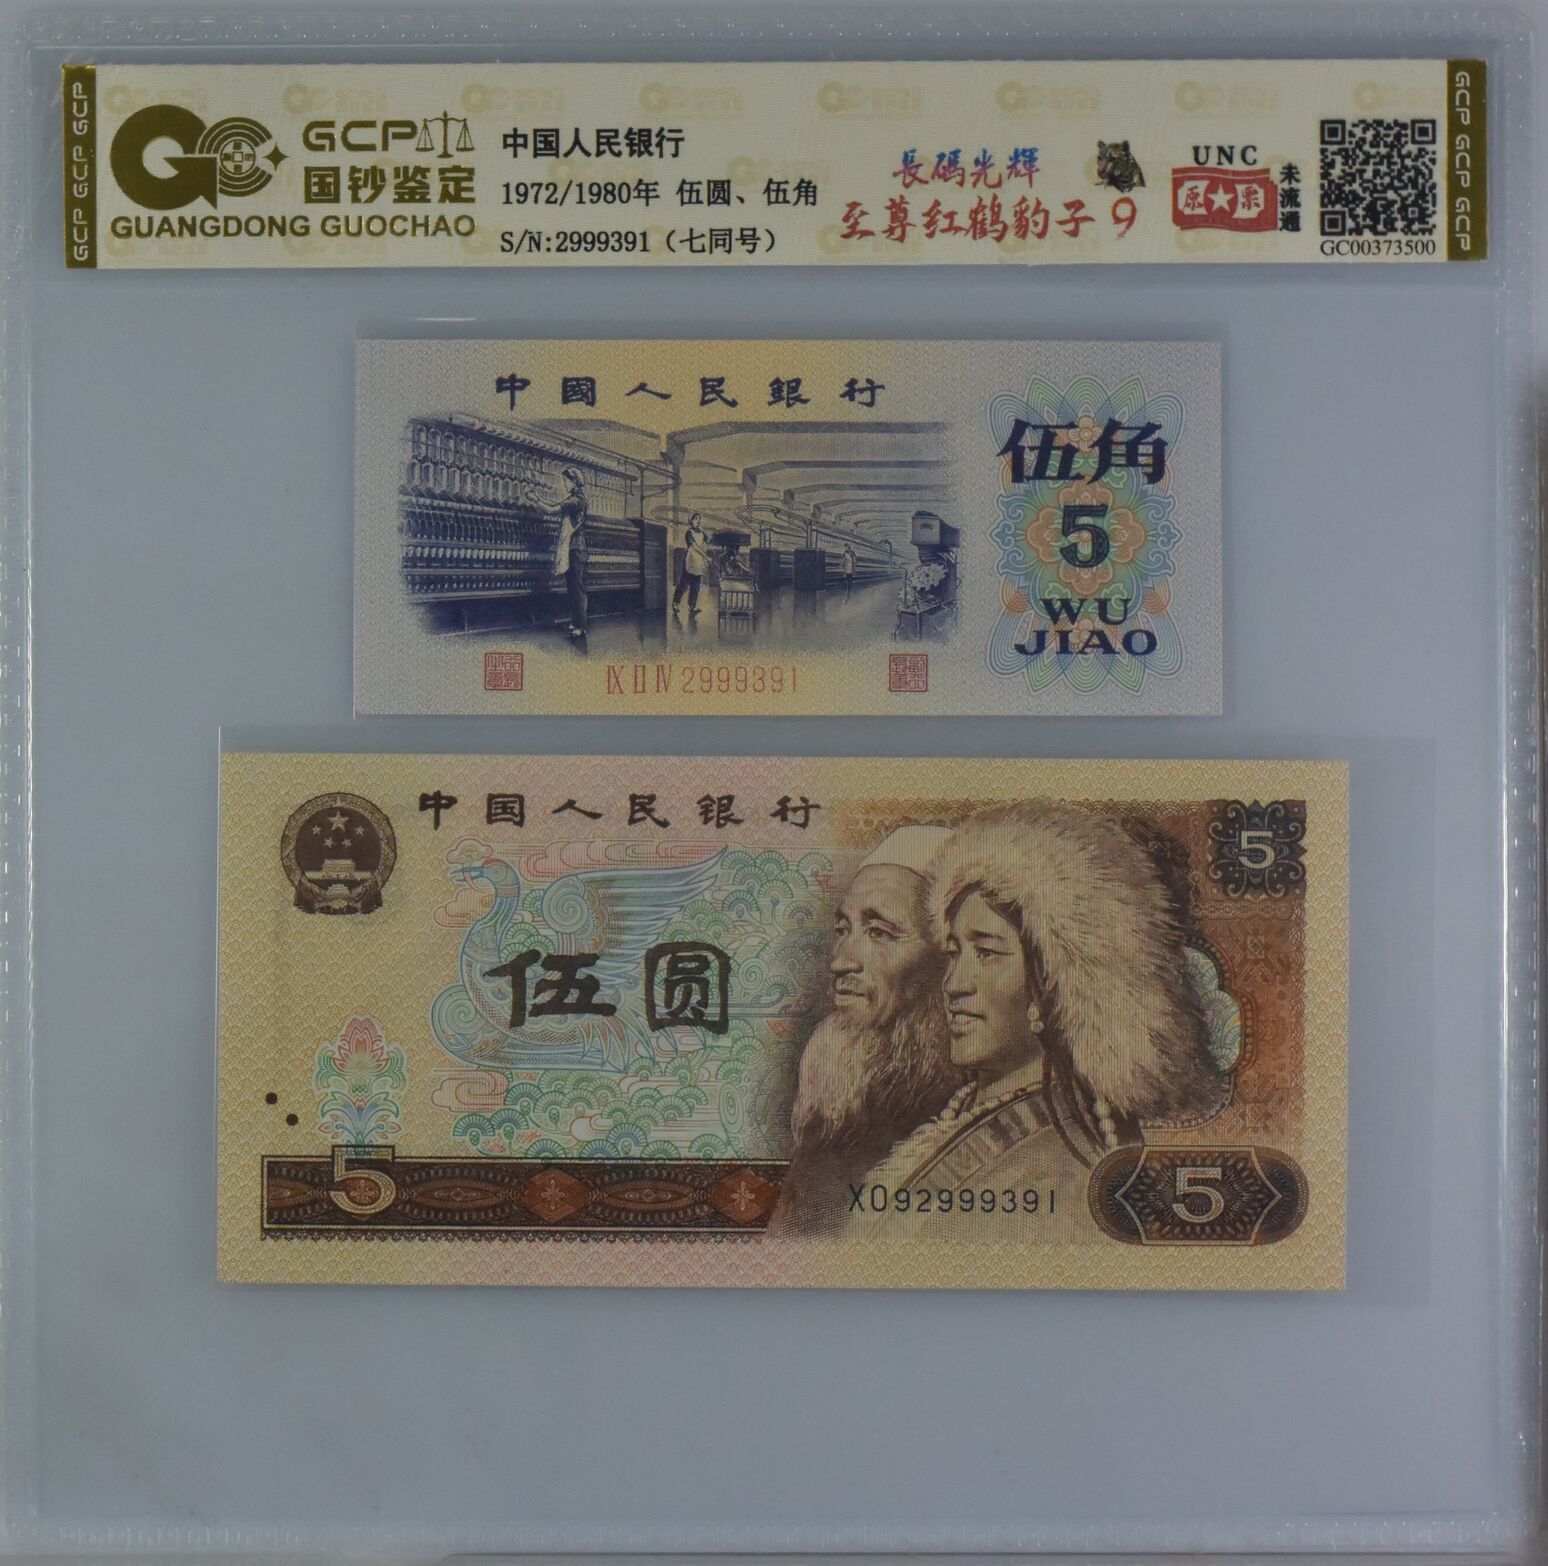 GCP GCP GCP
GCP
国钞鉴定
GUANGDONG GUOCHAO
中国人民银行
1972/1980年 伍圆、伍角
S/N:2999391（七同号）
長碼光輝
至尊红鹤豹子9
UNC
原★票
未流通
GC00373500
GCP GCP GCP
中國人民銀行
伍角
5
WU
JIAO
IX II IV 2999391
中国人民银行
5
伍圆
5
X092999391
5